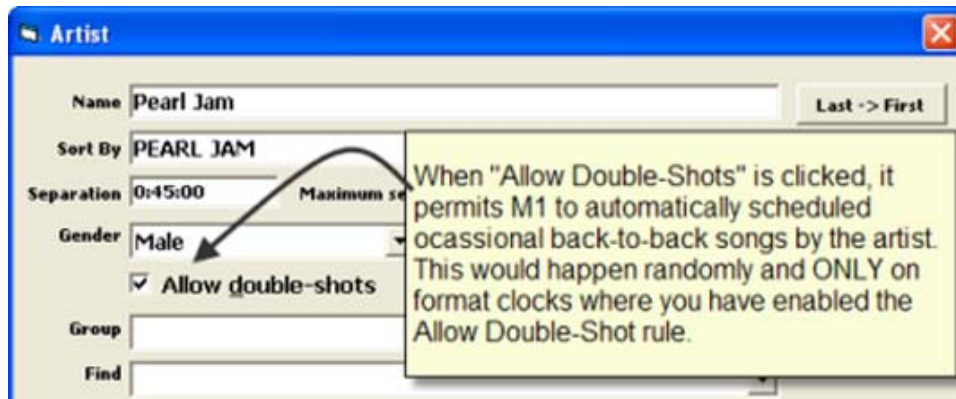 Artist
Name Pearl Jam Last -> First
Sort By PEARL JAM
Separation 0:45:00 Maximum
Gender Male
Allow double-shots
Group
Find
When "Allow Double-Shots" is clicked, it
permits M1 to automatically scheduled
ocassional back-to-back songs by the artist.
This would happen randomly and ONLY on
format clocks where you have enabled the
Allow Double-Shot rule.